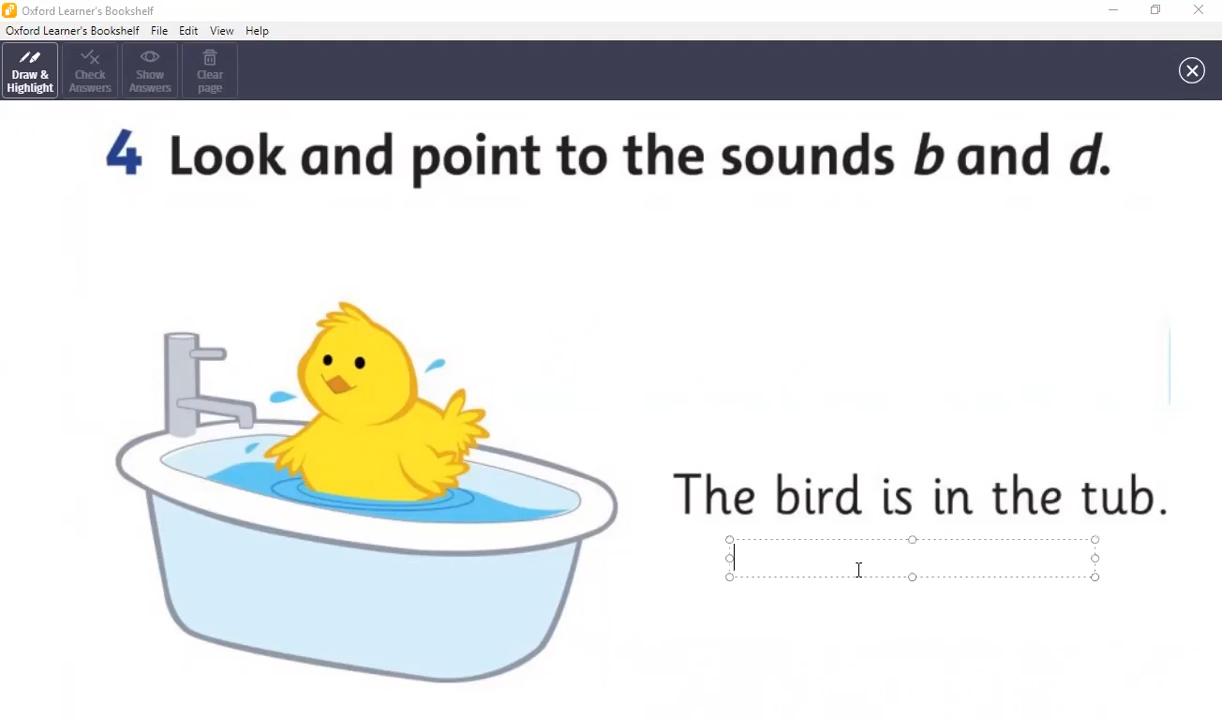 Oxford Learner's Bookshelf
Oxford Learner's Bookshelf File Edit View Help
Draw & Highlight
Check Answers
Show Answers
Clear page
4 Look and point to the sounds b and d.
The bird is in the tub.